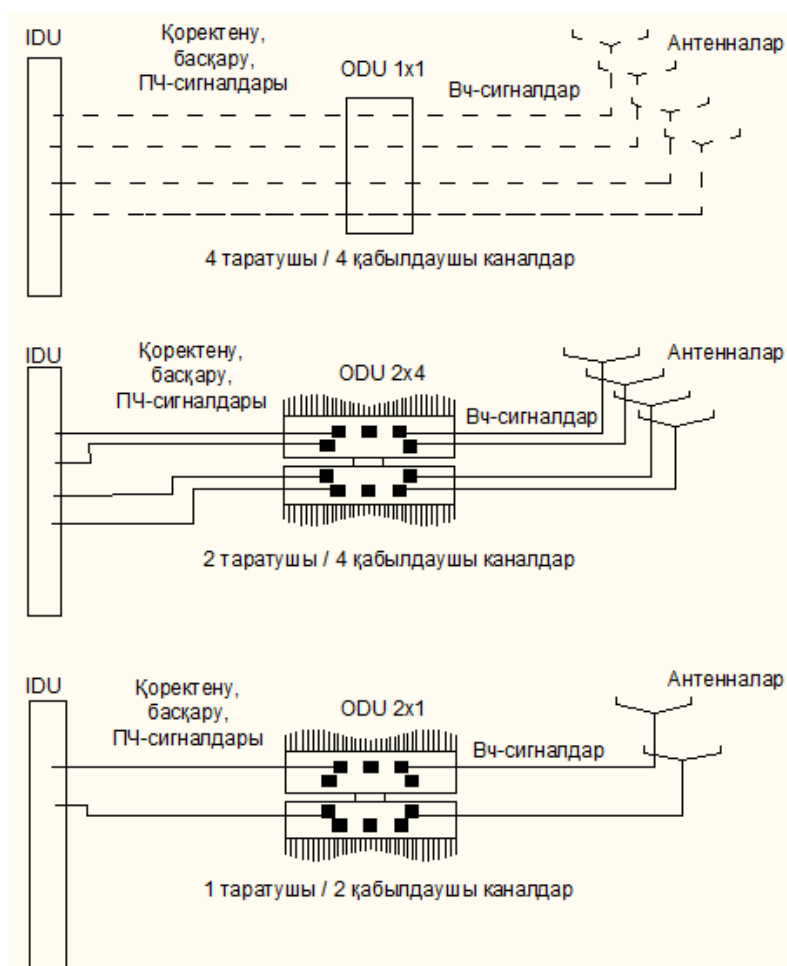 IDU
Қоректену,
басқару,
ПЧ-сигналдары
ODU 1x1
Вч-сигналдар
Антенналар
4 таратушы / 4 қабылдаушы каналдар
IDU
Қоректену,
басқару,
ПЧ-сигналдары
ODU 2x4
Вч-сигналдар
Антенналар
2 таратушы / 4 қабылдаушы каналдар
IDU
Қоректену,
басқару,
ПЧ-сигналдары
ODU 2x1
Вч-сигналдар
Антенналар
1 таратушы / 2 қабылдаушы каналдар